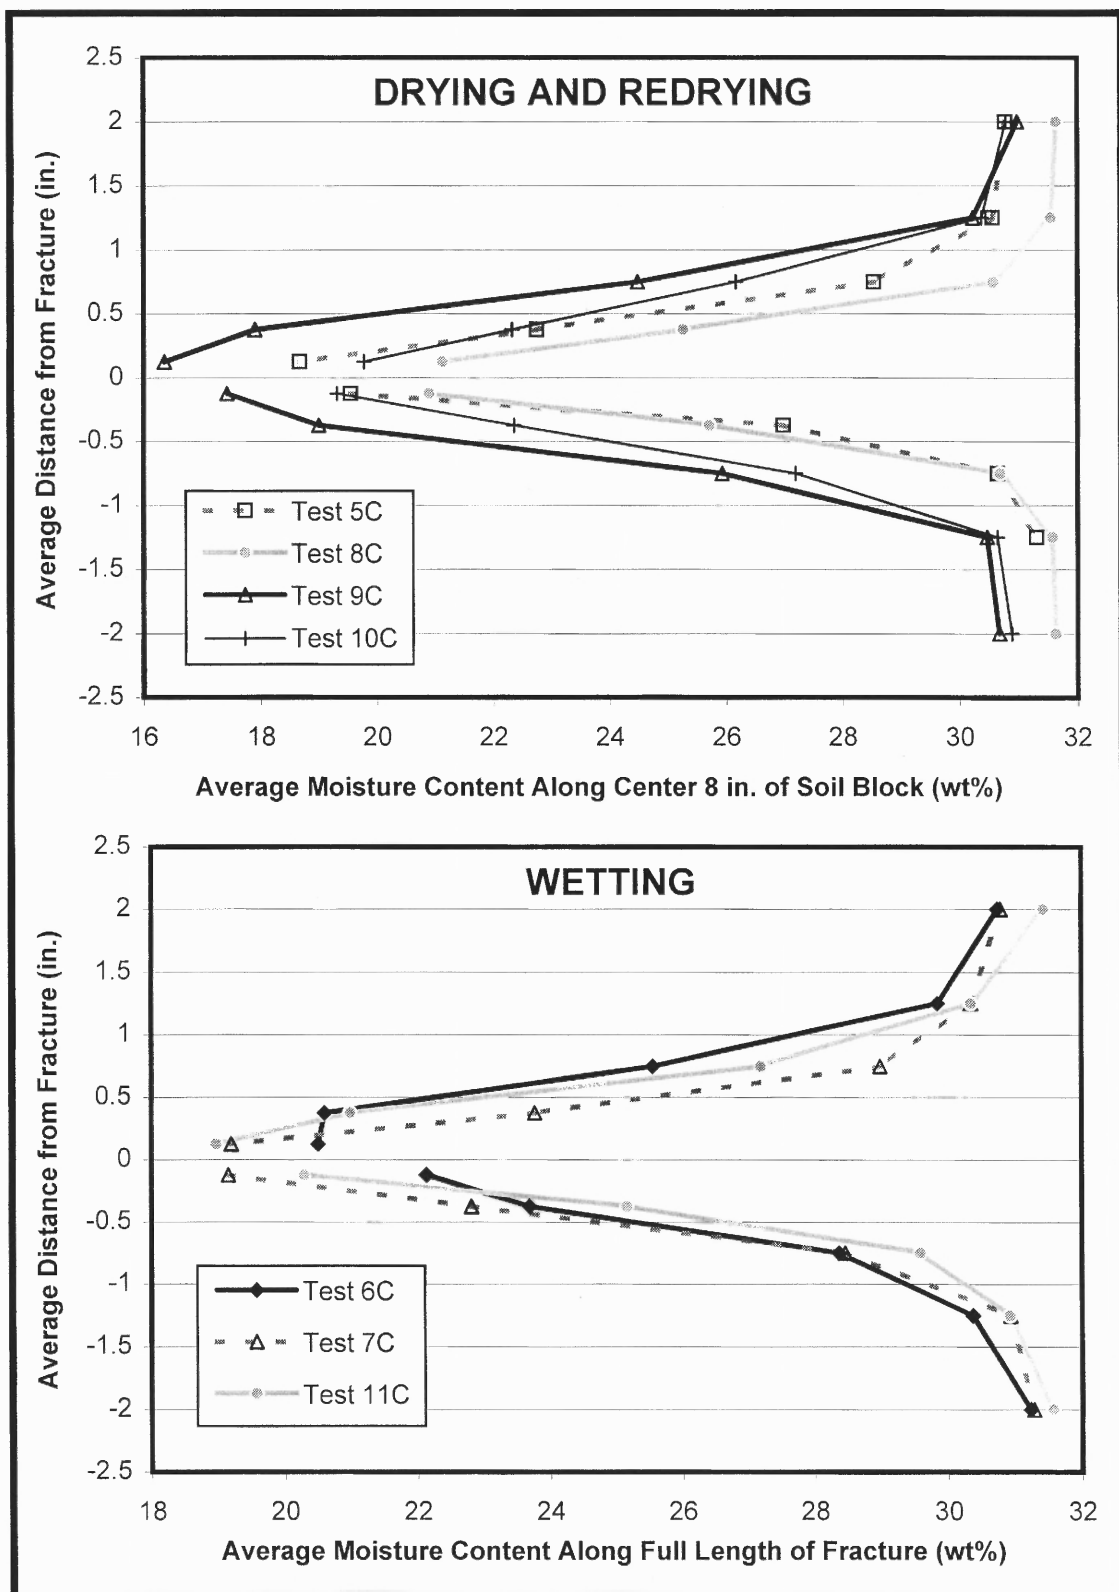 DRYING AND REDRYING
2.5
2
1.5
1
0.5
0
-0.5
-1
-1.5
-2
-2.5
Average Distance from Fracture (in.)
Test 5C
Test 8C
Test 9C
Test 10C
16 18 20 22 24 26 28 30 32
Average Moisture Content Along Center 8 in. of Soil Block (wt%)
WETTING
2.5
2
1.5
1
0.5
0
-0.5
-1
-1.5
-2
-2.5
Average Distance from Fracture (in.)
Test 6C
Test 7C
Test 11C
18 20 22 24 26 28 30 32
Average Moisture Content Along Full Length of Fracture (wt%)